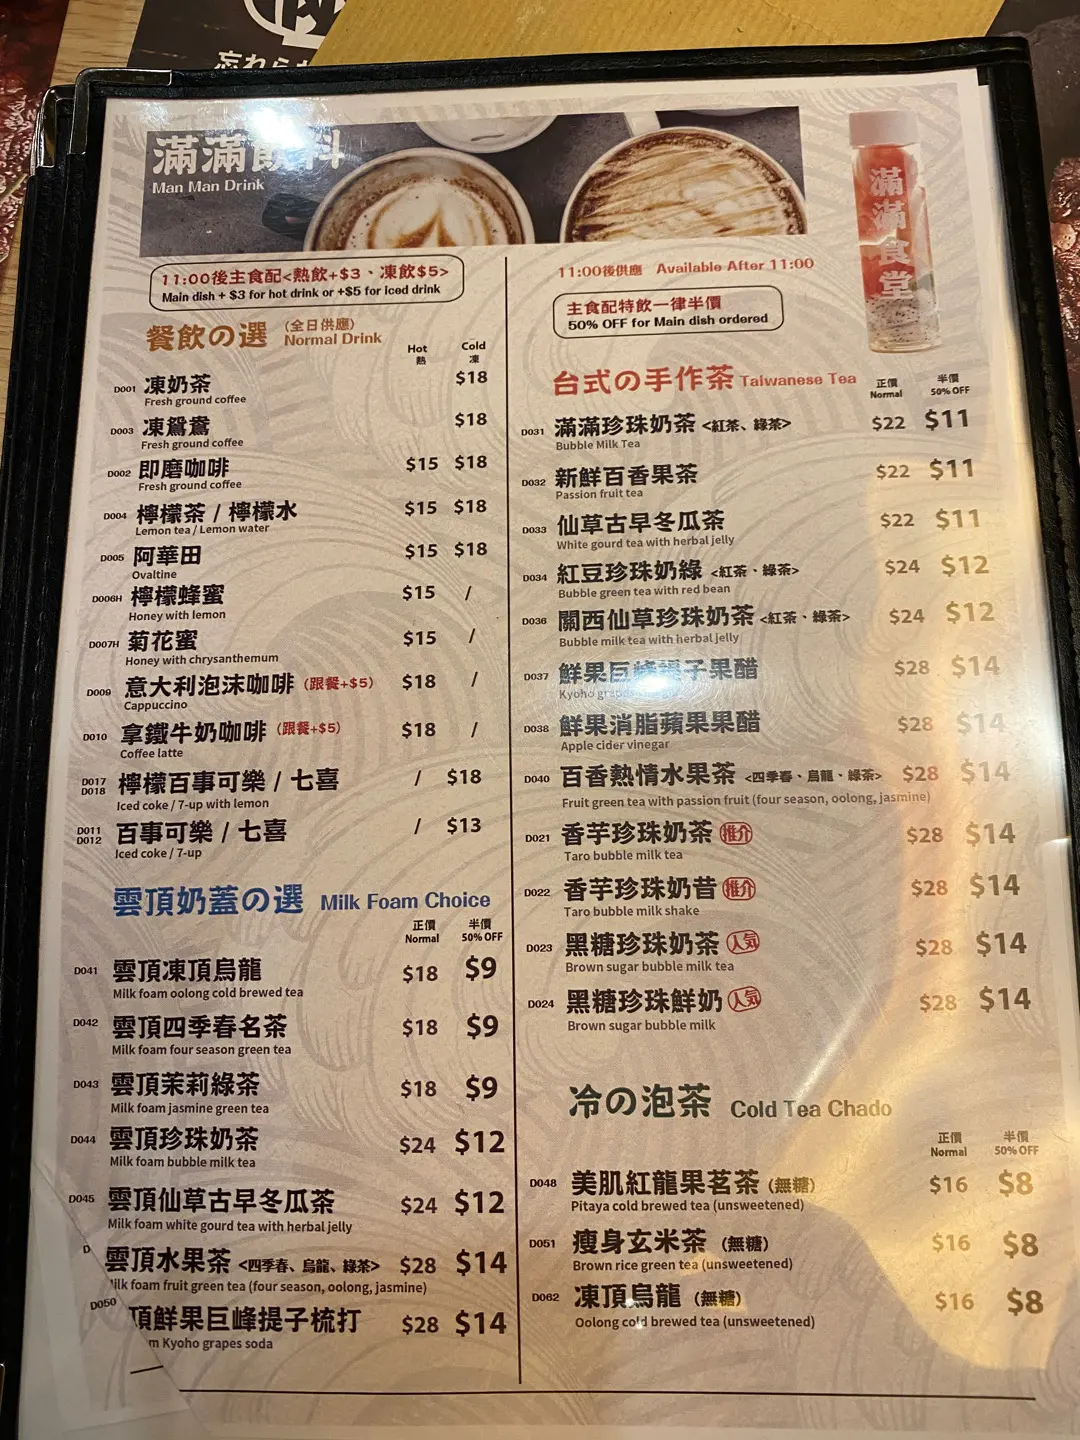 忘れられ
滿滿飲料
Man Man Drink
滿滿食堂
11:00後主食配<熱飲+$3、凍飲$5>
Main dish + $3 for hot drink or +$5 for iced drink
餐飲の選 (全日供應) Normal Drink
Hot 熱 Cold 凍
D001 凍奶茶 $18
Fresh ground coffee
D003 凍鴛鴦 $18
Fresh ground coffee
D002 即磨咖啡 $15 $18
Fresh ground coffee
D004 檸檬茶 / 檸檬水 $15 $18
Lemon tea / Lemon water
D005 阿華田 $15 $18
Ovaltine
D006H 檸檬蜂蜜 $15 /
Honey with lemon
D007H 菊花蜜 $15 /
Honey with chrysanthemum
D009 意大利泡沫咖啡 (跟餐+$5) $18 /
Cappuccino
D010 拿鐵牛奶咖啡 (跟餐+$5) $18 /
Coffee latte
D017 D018 檸檬百事可樂 / 七喜 / $18
Iced coke / 7-up with lemon
D011 D012 百事可樂 / 七喜 / $13
Iced coke / 7-up
雲頂奶蓋の選 Milk Foam Choice
正價 Normal 半價 50% OFF
D041 雲頂凍頂烏龍 $18 $9
Milk foam oolong cold brewed tea
D042 雲頂四季春名茶 $18 $9
Milk foam four season green tea
D043 雲頂茉莉綠茶 $18 $9
Milk foam jasmine green tea
D044 雲頂珍珠奶茶 $24 $12
Milk foam bubble milk tea
D045 雲頂仙草古早冬瓜茶 $24 $12
Milk foam white gourd tea with herbal jelly
D 雲頂水果茶 <四季春、烏龍、綠茶> $28 $14
ilk foam fruit green tea (four season, oolong, jasmine)
D050 頂鮮果巨峰提子梳打 $28 $14
m Kyoho grapes soda
11:00後供應 Available After 11:00
主食配特飲一律半價
50% OFF for Main dish ordered
台式の手作茶 Taiwanese Tea
正價 Normal 半價 50% OFF
D031 滿滿珍珠奶茶 <紅茶、綠茶> $22 $11
Bubble Milk Tea
D032 新鮮百香果茶 $22 $11
Passion fruit tea
D033 仙草古早冬瓜茶 $22 $11
White gourd tea with herbal jelly
D034 紅豆珍珠奶綠 <紅茶、綠茶> $24 $12
Bubble green tea with red bean
D036 關西仙草珍珠奶茶 <紅茶、綠茶> $24 $12
Bubble milk tea with herbal jelly
D037 鮮果巨峰提子果醋 $28 $14
Kyoho grapes vinegar
D038 鮮果消脂蘋果果醋 $28 $14
Apple cider vinegar
D040 百香熱情水果茶 <四季春、烏龍、綠茶> $28 $14
Fruit green tea with passion fruit (four season, oolong, jasmine)
D021 香芋珍珠奶茶 推介 $28 $14
Taro bubble milk tea
D022 香芋珍珠奶昔 推介 $28 $14
Taro bubble milk shake
D023 黑糖珍珠奶茶 人気 $28 $14
Brown sugar bubble milk tea
D024 黑糖珍珠鮮奶 人気 $28 $14
Brown sugar bubble milk
冷の泡茶 Cold Tea Chado
正價 Normal 半價 50% OFF
D048 美肌紅龍果茗茶 (無糖) $16 $8
Pitaya cold brewed tea (unsweetened)
D051 瘦身玄米茶 (無糖) $16 $8
Brown rice green tea (unsweetened)
D062 凍頂烏龍 (無糖) $16 $8
Oolong cold brewed tea (unsweetened)